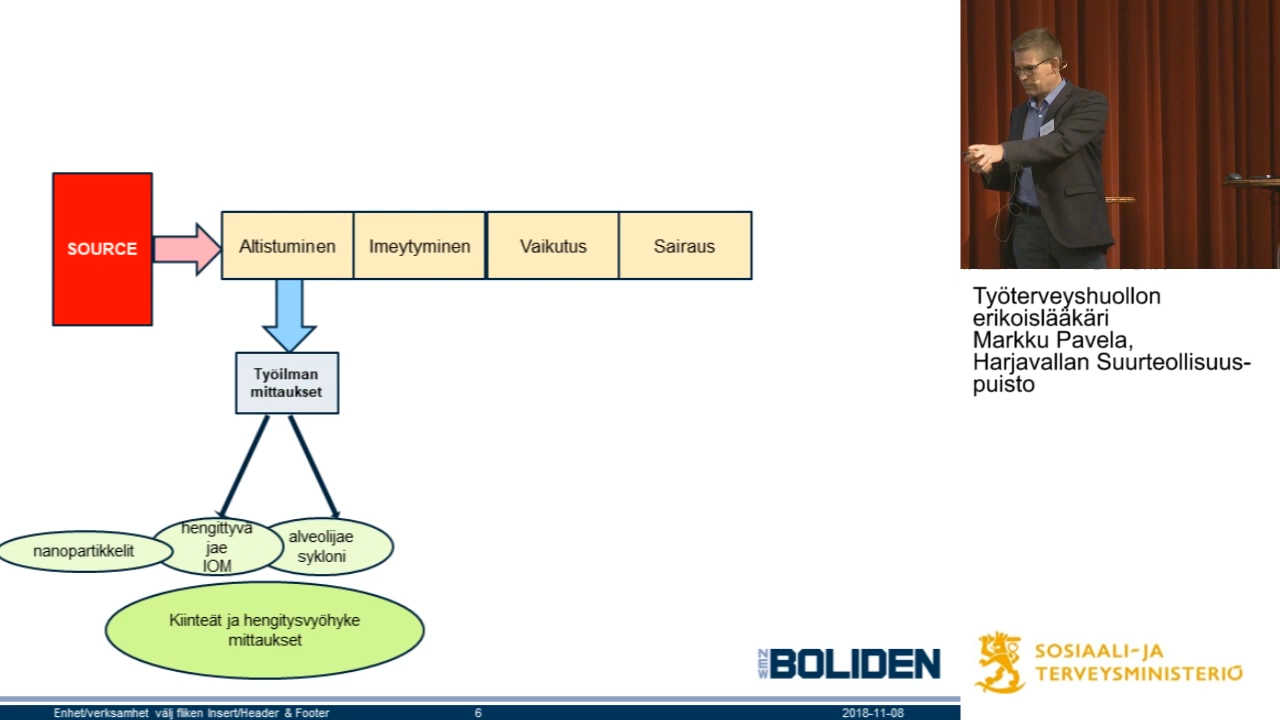 SOURCE
Altistuminen
Imeytyminen
Vaikutus
Sairaus
Työilman
mittaukset
nanopartikkelit
hengittyvä
jae
IOM
alveolijae
sykloni
Kiinteät ja hengitysvyöhyke
mittaukset
NEW BOLIDEN
Enhet/verksamhet välj fliken Insert/Header & Footer
6
2018-11-08
Työterveyshuollon
erikoislääkäri
Markku Pavela,
Harjavallan Suurteollisuus-
puisto
SOSIAALI- JA
TERVEYSMINISTERIÖ